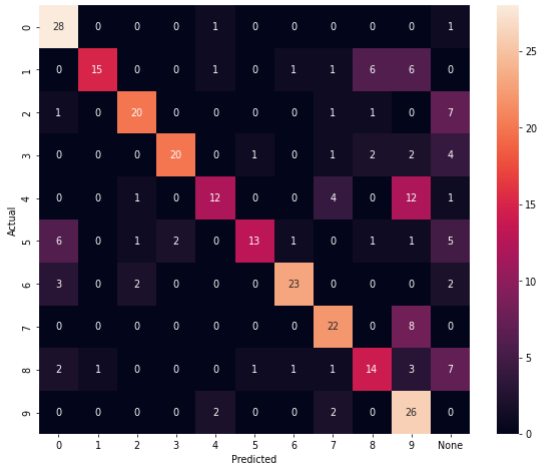 0 28 0 0 0 1 0 0 0 0 0 1
1 0 15 0 0 1 0 1 1 6 6 0
2 1 0 20 0 0 0 0 1 1 0 7
3 0 0 0 20 0 1 0 1 2 2 4
4 0 0 1 0 12 0 0 4 0 12 1
5 6 0 1 2 0 13 1 0 1 1 5
6 3 0 2 0 0 0 23 0 0 0 2
7 0 0 0 0 0 0 0 22 0 8 0
8 2 1 0 0 0 1 1 1 14 3 7
9 0 0 0 0 2 0 0 2 0 26 0
0 1 2 3 4 5 6 7 8 9 None
Predicted
Actual
25
20
15
10
5
0